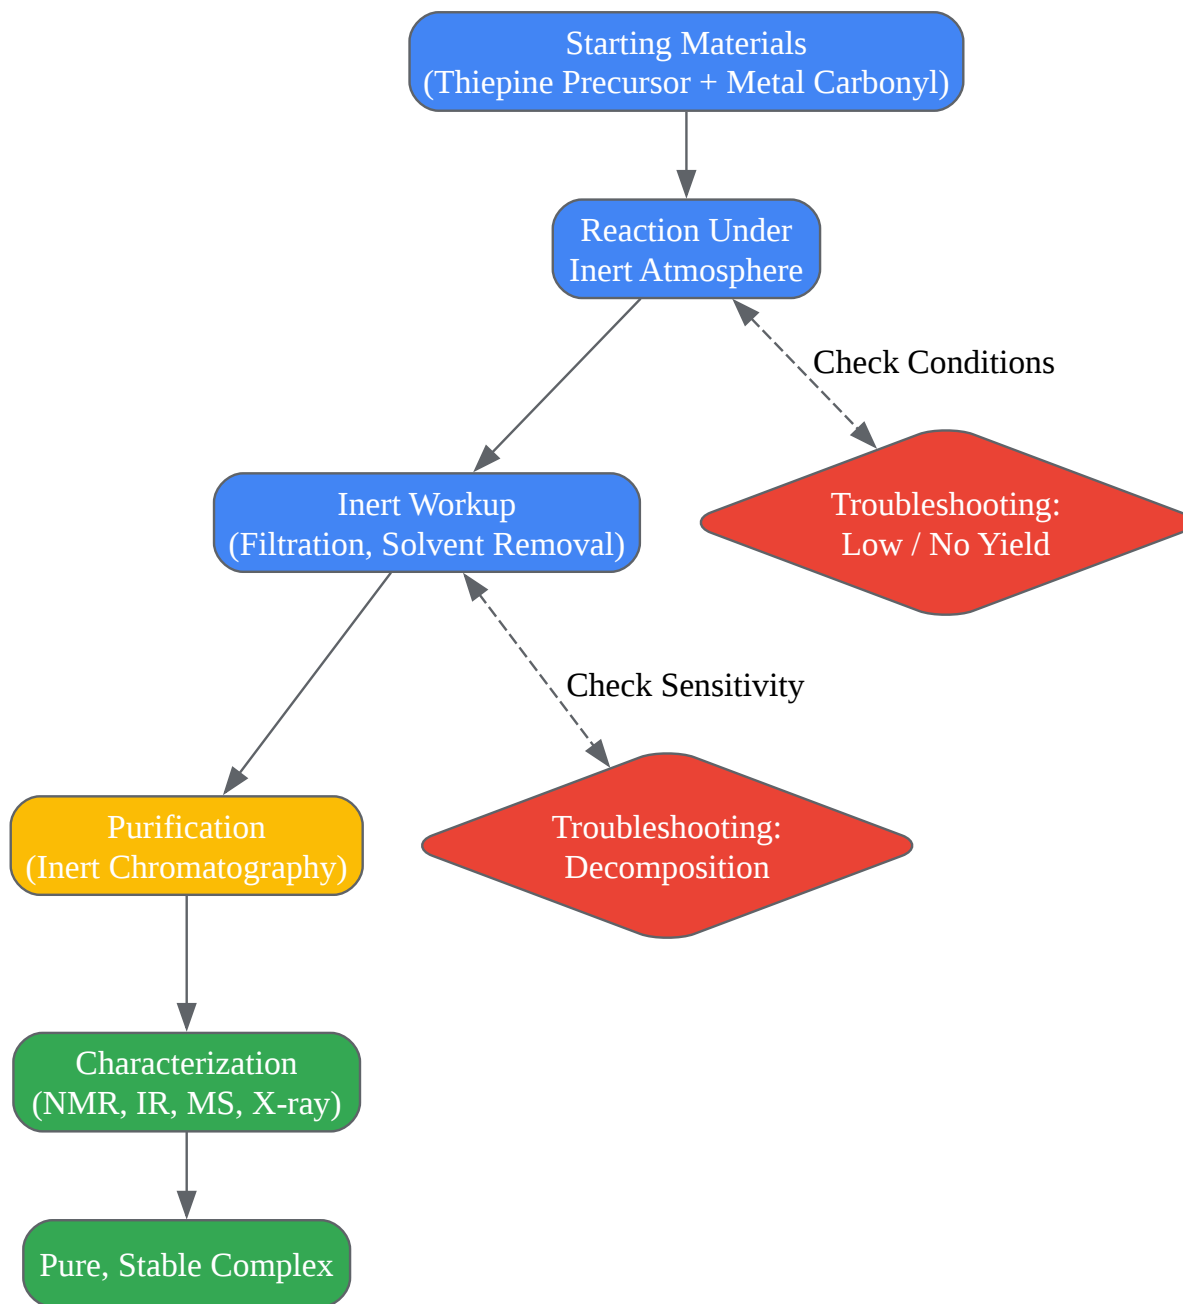 Starting Materials
(Thiepine Precursor + Metal Carbonyl)
Reaction Under
Inert Atmosphere
Check Conditions
Inert Workup
(Filtration, Solvent Removal)
Troubleshooting:
Low / No Yield
Check Sensitivity
Purification
(Inert Chromatography)
Troubleshooting:
Decomposition
Characterization
(NMR, IR, MS, X-ray)
Pure, Stable Complex